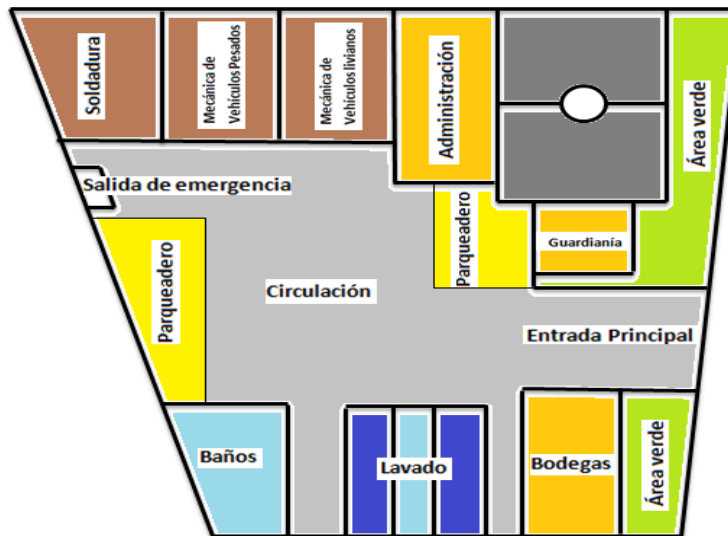 Soldadura
Mecánica de
Vehículos Pesados
Mecánica de
Vehículos livianos
Administración
Área verde
Salida de emergencia
Parqueadero
Guardianía
Parqueadero
Circulación
Entrada Principal
Baños
Lavado
Bodegas
Área verde